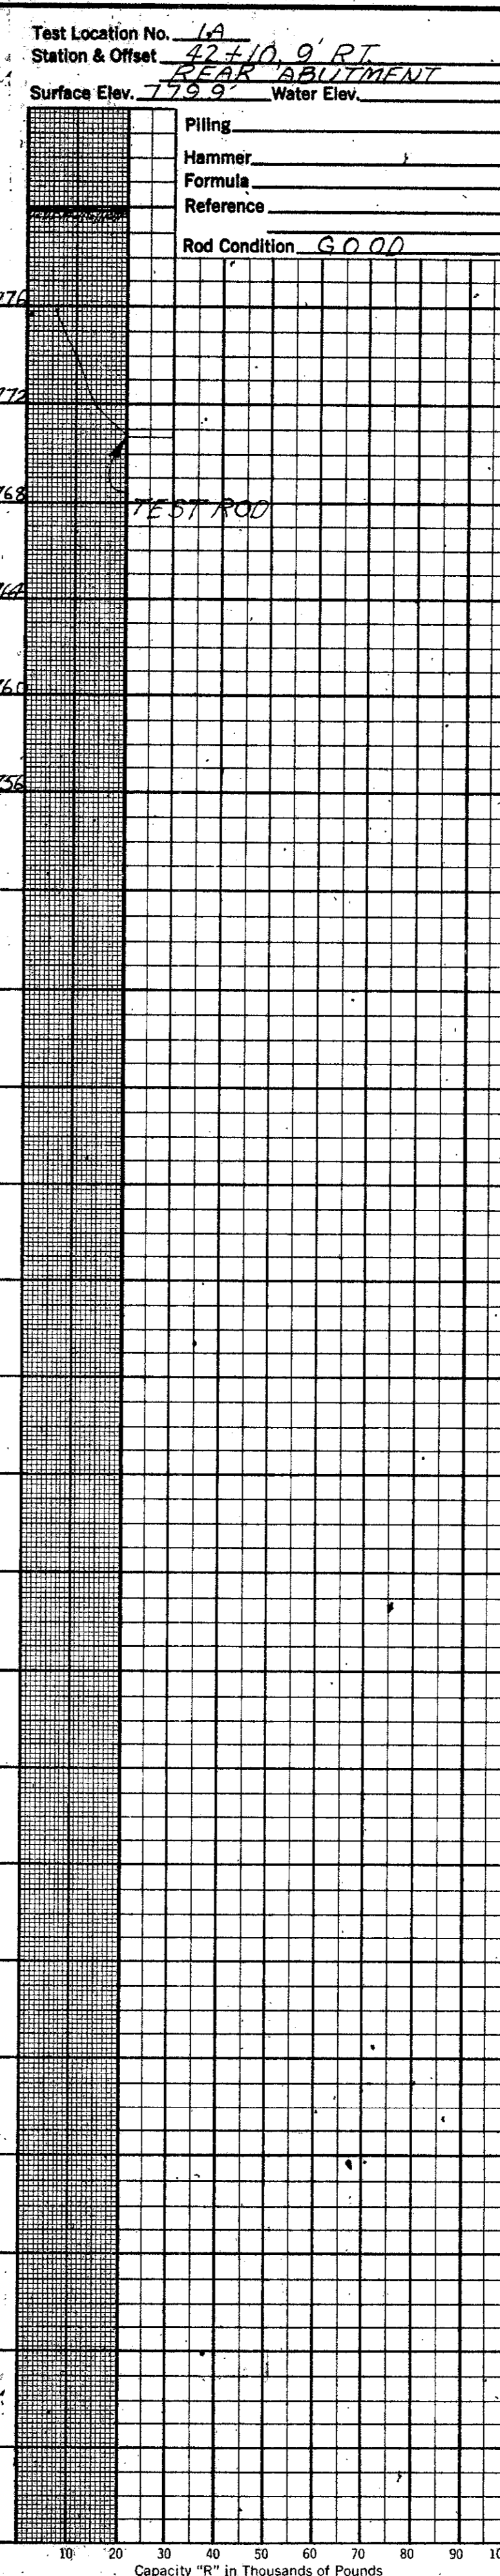 Test Location No. 1A
Station & Offset 42+10, 9' RT.
REAR ABUTMENT
Surface Elev. 779.9' Water Elev.
Piling
Hammer
Formula
Reference
Rod Condition GOOD
776
772
768
TEST ROD
764
760
756
10 20 30 40 50 60 70 80 90
Capacity "R" in Thousands of Pounds